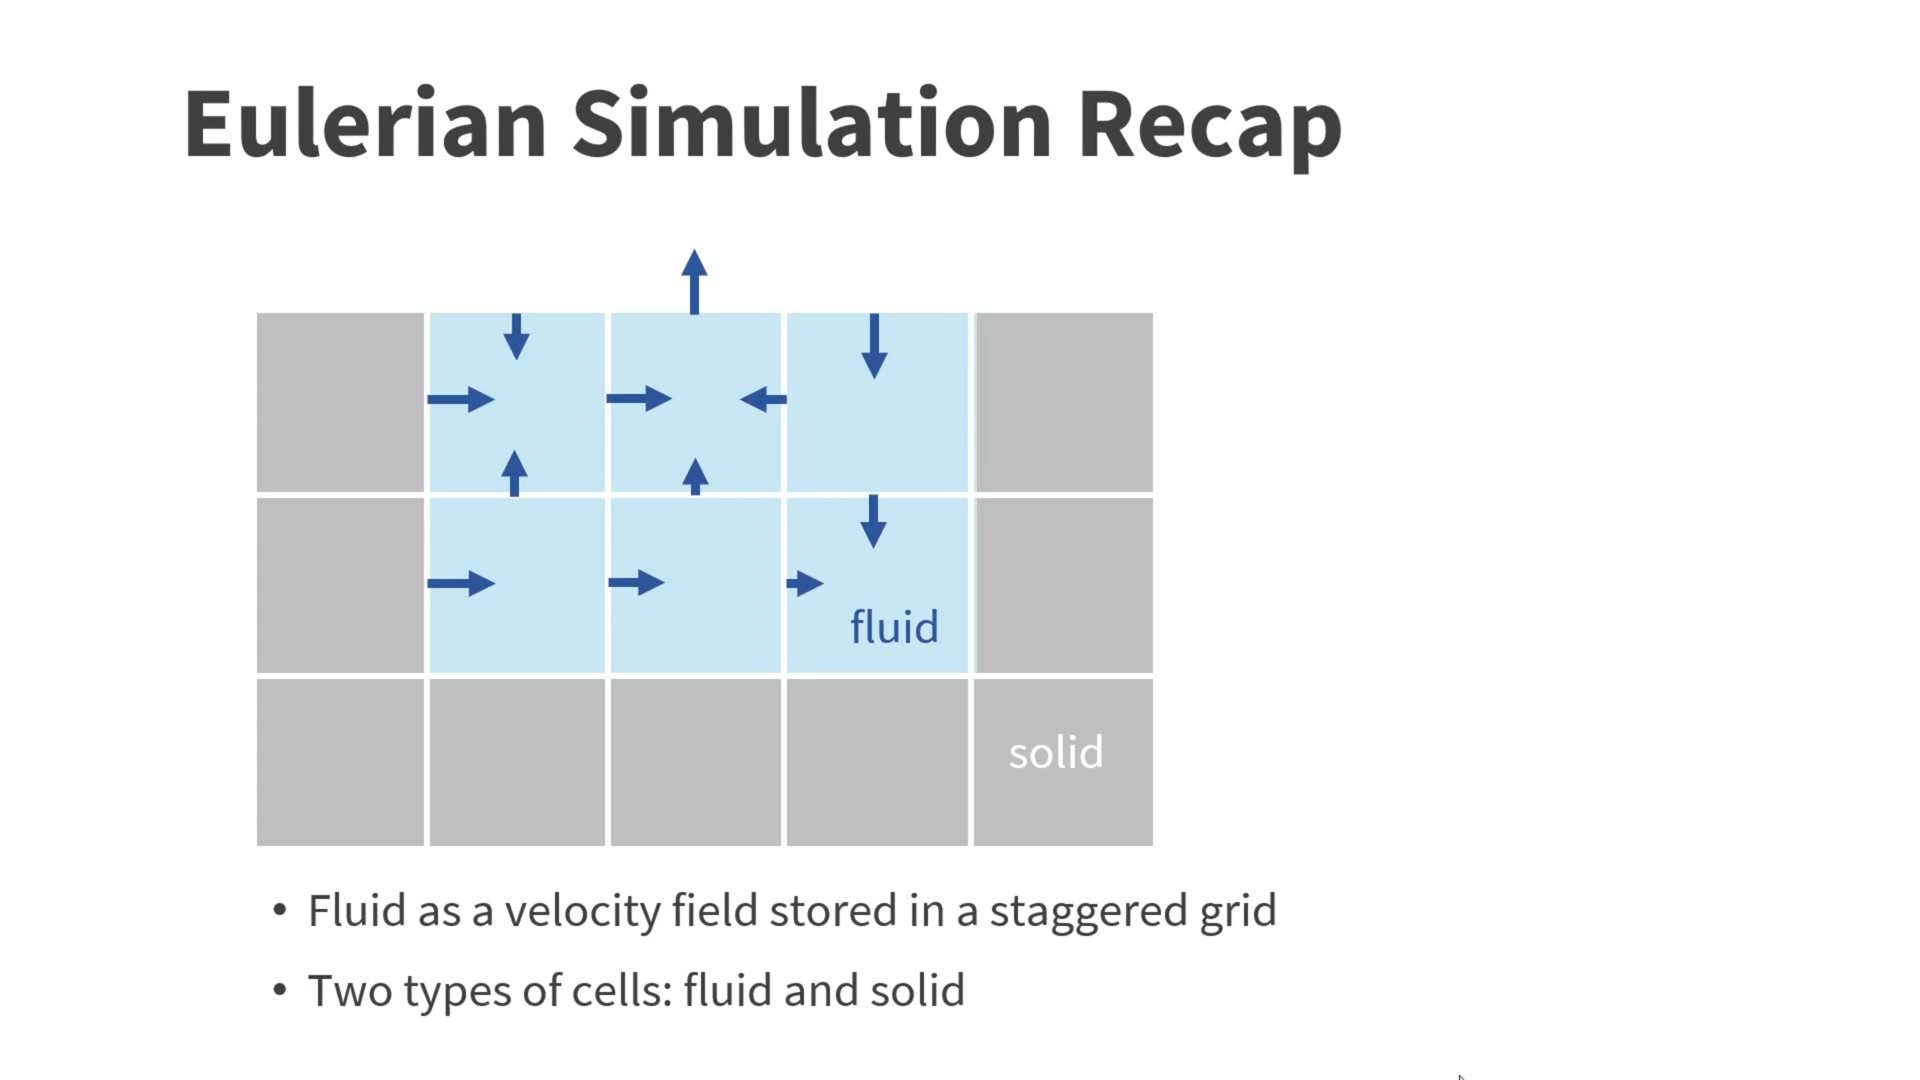 Eulerian Simulation Recap
fluid
solid
• Fluid as a velocity field stored in a staggered grid
• Two types of cells: fluid and solid